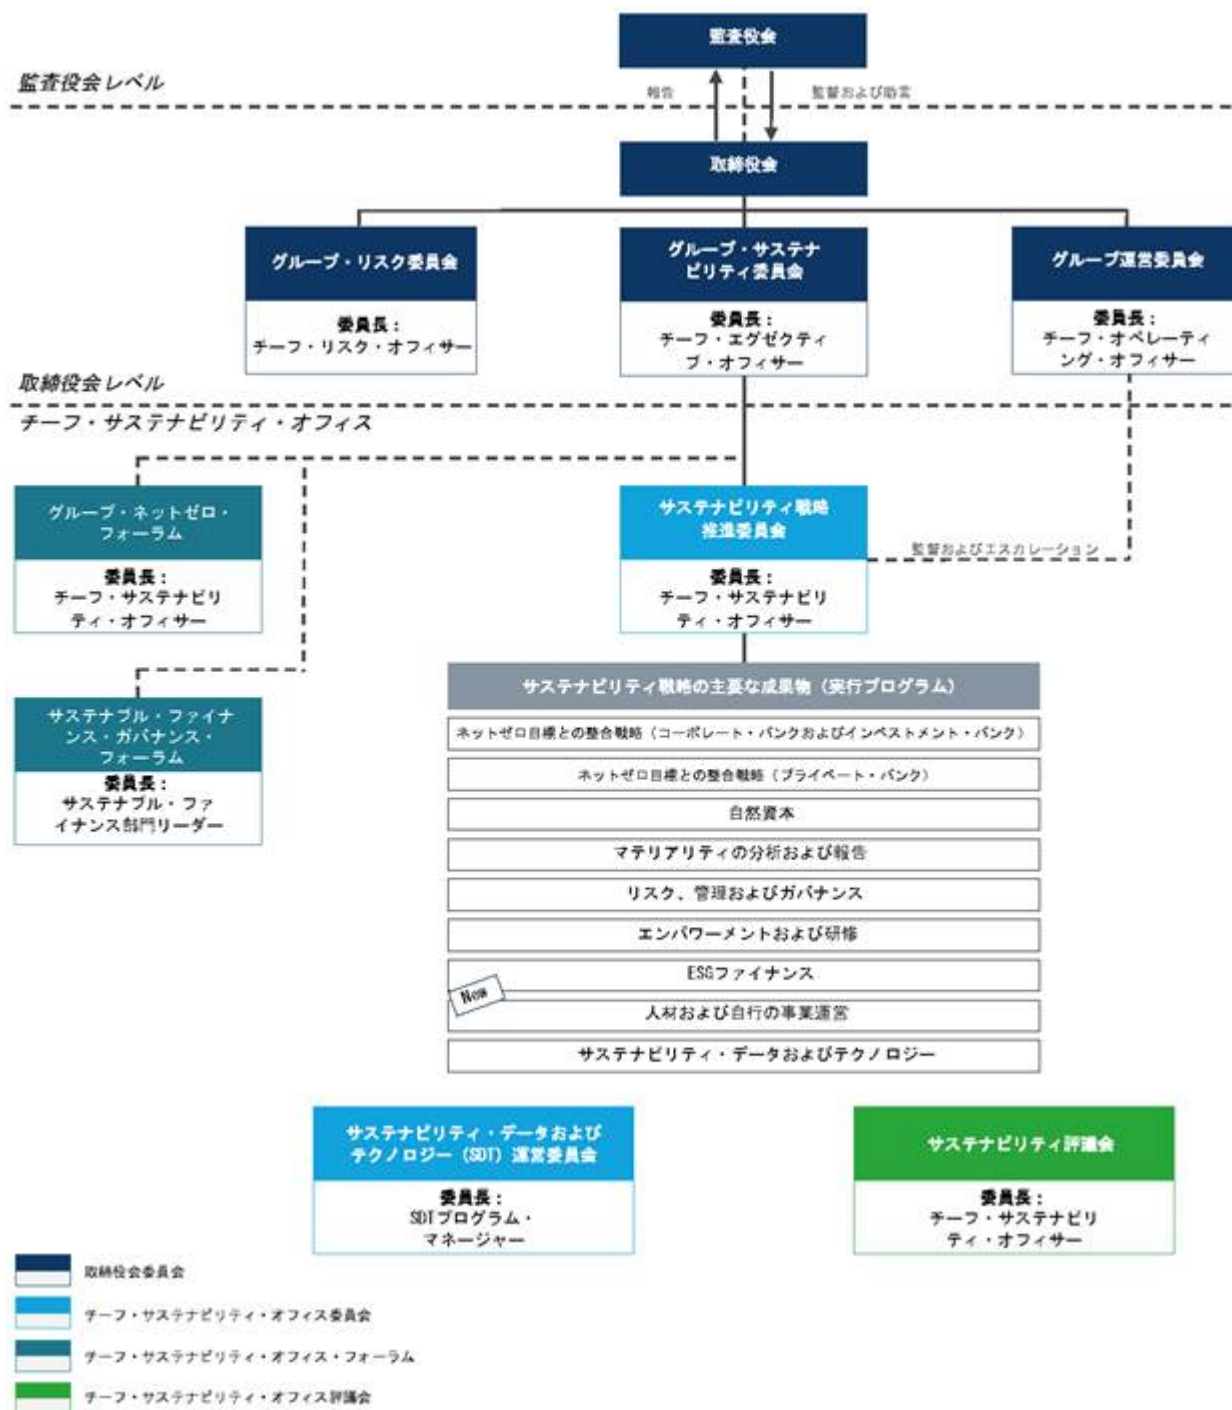 監査役会
監査役会レベル
報告
監督および助言
取締役会
グループ・リスク委員会
委員長：
チーフ・リスク・オフィサー
グループ・サステナ
ビリティ委員会
委員長：
チーフ・エグゼクティ
ブ・オフィサー
グループ運営委員会
委員長：
チーフ・オペレーティ
ング・オフィサー
取締役会レベル
チーフ・サステナビリティ・オフィス
グループ・ネットゼロ・
フォーラム
委員長：
チーフ・サステナビリ
ティ・オフィサー
サステナビリティ戦略
推進委員会
委員長：
チーフ・サステナビリ
ティ・オフィサー
監督およびエスカレーション
サステナブル・ファイナ
ンス・ガバナンス・
フォーラム
委員長：
サステナブル・ファ
イナンス部門リーダー
サステナビリティ戦略の主要な成果物（実行プログラム）
ネットゼロ目標との整合戦略（コーポレート・バンクおよびインベストメント・バンク）
ネットゼロ目標との整合戦略（プライベート・バンク）
自然資本
マテリアリティの分析および報告
リスク、管理およびガバナンス
エンパワーメントおよび研修
ESGファイナンス
New
人材および自行の事業運営
サステナビリティ・データおよびテクノロジー
サステナビリティ・データおよび
テクノロジー（SDT）運営委員会
委員長：
SDTプログラム・
マネージャー
サステナビリティ評議会
委員長：
チーフ・サステナビリ
ティ・オフィサー
取締役会委員会
チーフ・サステナビリティ・オフィス委員会
チーフ・サステナビリティ・オフィス・フォーラム
チーフ・サステナビリティ・オフィス評議会